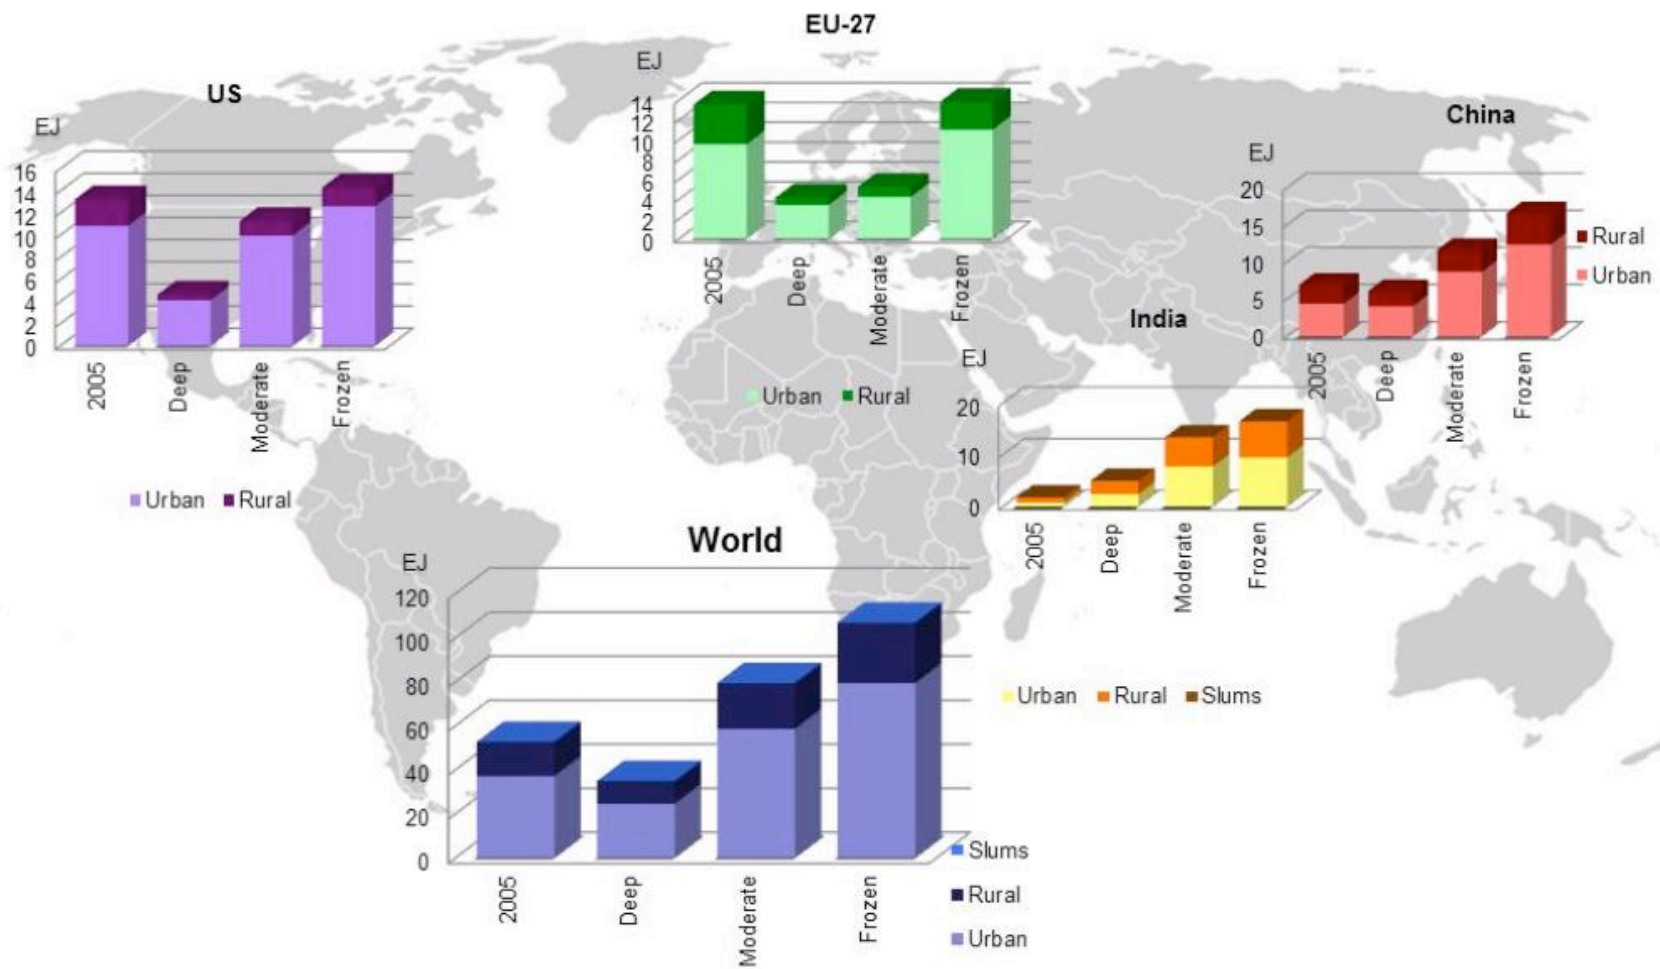 EU-27
EJ
14
12
10
8
6
4
2
0
2005
Deep
Moderate
Frozen
Urban
Rural
US
EJ
16
14
12
10
8
6
4
2
0
2005
Deep
Moderate
Frozen
Urban
Rural
China
EJ
20
15
10
5
0
2005
Deep
Moderate
Frozen
Rural
Urban
India
EJ
20
10
0
2005
Deep
Moderate
Frozen
Urban
Rural
Slums
World
EJ
120
100
80
60
40
20
0
2005
Deep
Moderate
Frozen
Slums
Rural
Urban